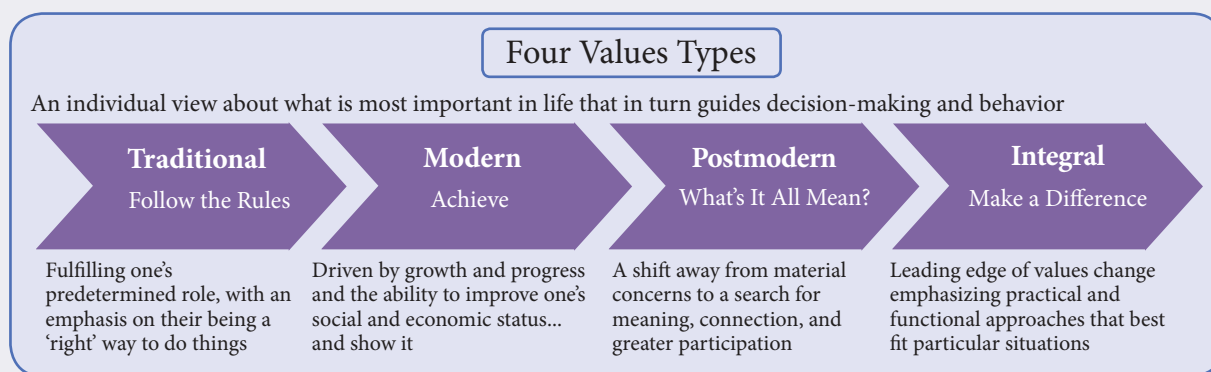 Four Values Types
An individual view about what is most important in life that in turn guides decision-making and behavior
Traditional
Follow the Rules
Modern
Achieve
Postmodern
What's It All Mean?
Integral
Make a Difference
Fulfilling one's
predetermined role, with an
emphasis on their being a
'right' way to do things
Driven by growth and progress
and the ability to improve one's
social and economic status...
and show it
A shift away from material
concerns to a search for
meaning, connection, and
greater participation
Leading edge of values change
emphasizing practical and
functional approaches that best
fit particular situations